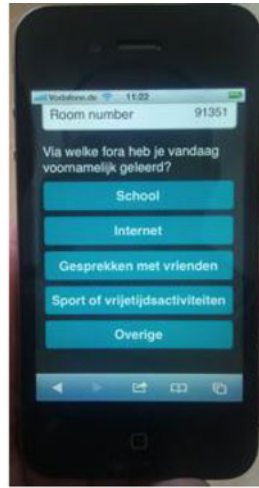 Vodafone.de 11:22
Room number 91351
Via welke fora heb je vandaag
voornamelijk geleerd?
School
Internet
Gesprekken met vrienden
Sport of vrijetijdsactiviteiten
Overige